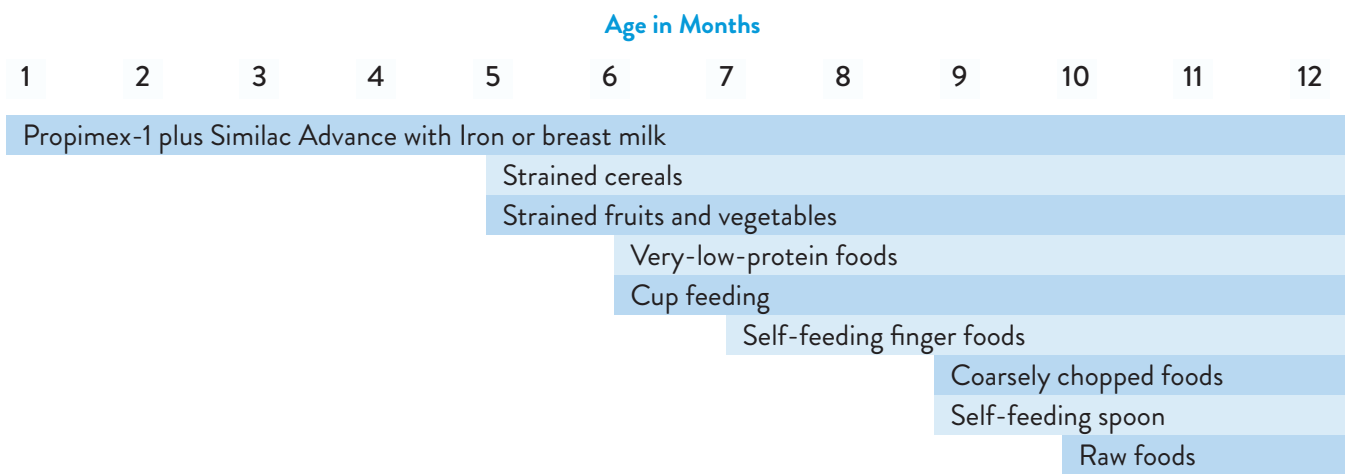 Age in Months
1 2 3 4 5 6 7 8 9 10 11 12
Propimex-1 plus Similac Advance with Iron or breast milk
Strained cereals
Strained fruits and vegetables
Very-low-protein foods
Cup feeding
Self-feeding finger foods
Coarsely chopped foods
Self-feeding spoon
Raw foods